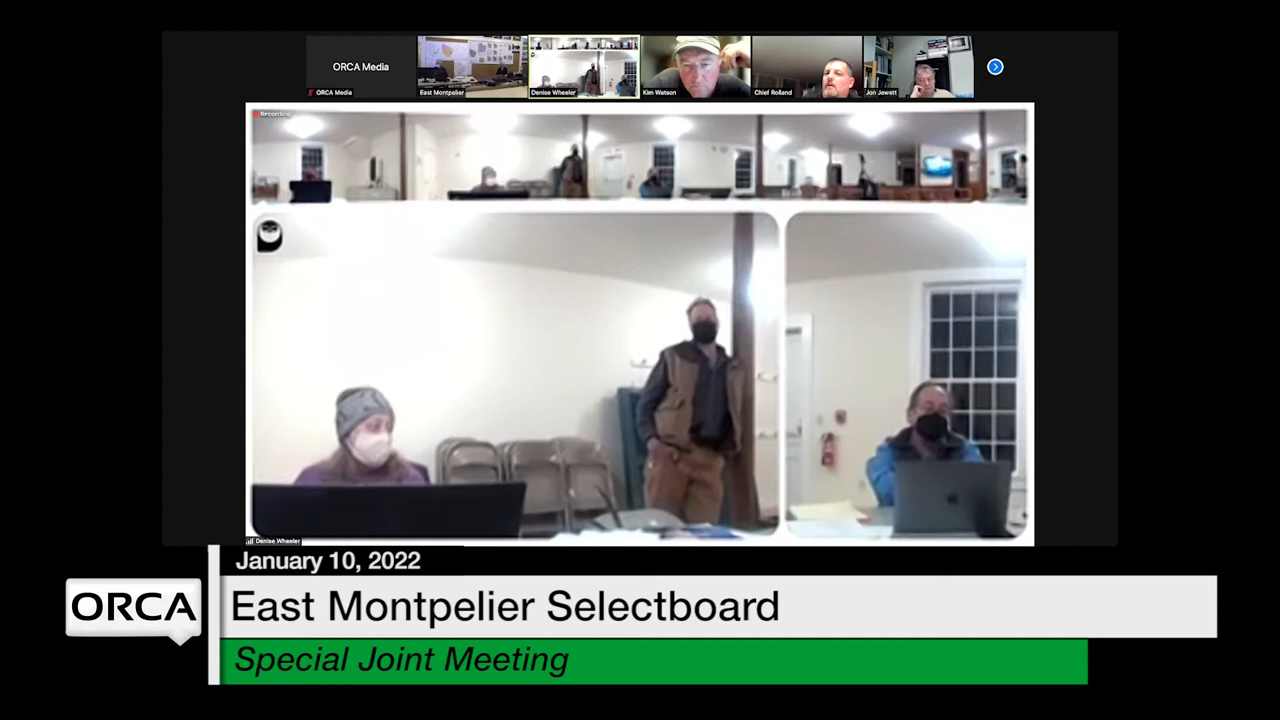 ORCA Media
ORCA Media
East Montpelier
Denise Wheeler
Kim Watson
Chief Rolland
Jon Jewett
Recording
Denise Wheeler
January 10, 2022
ORCA
East Montpelier Selectboard
Special Joint Meeting